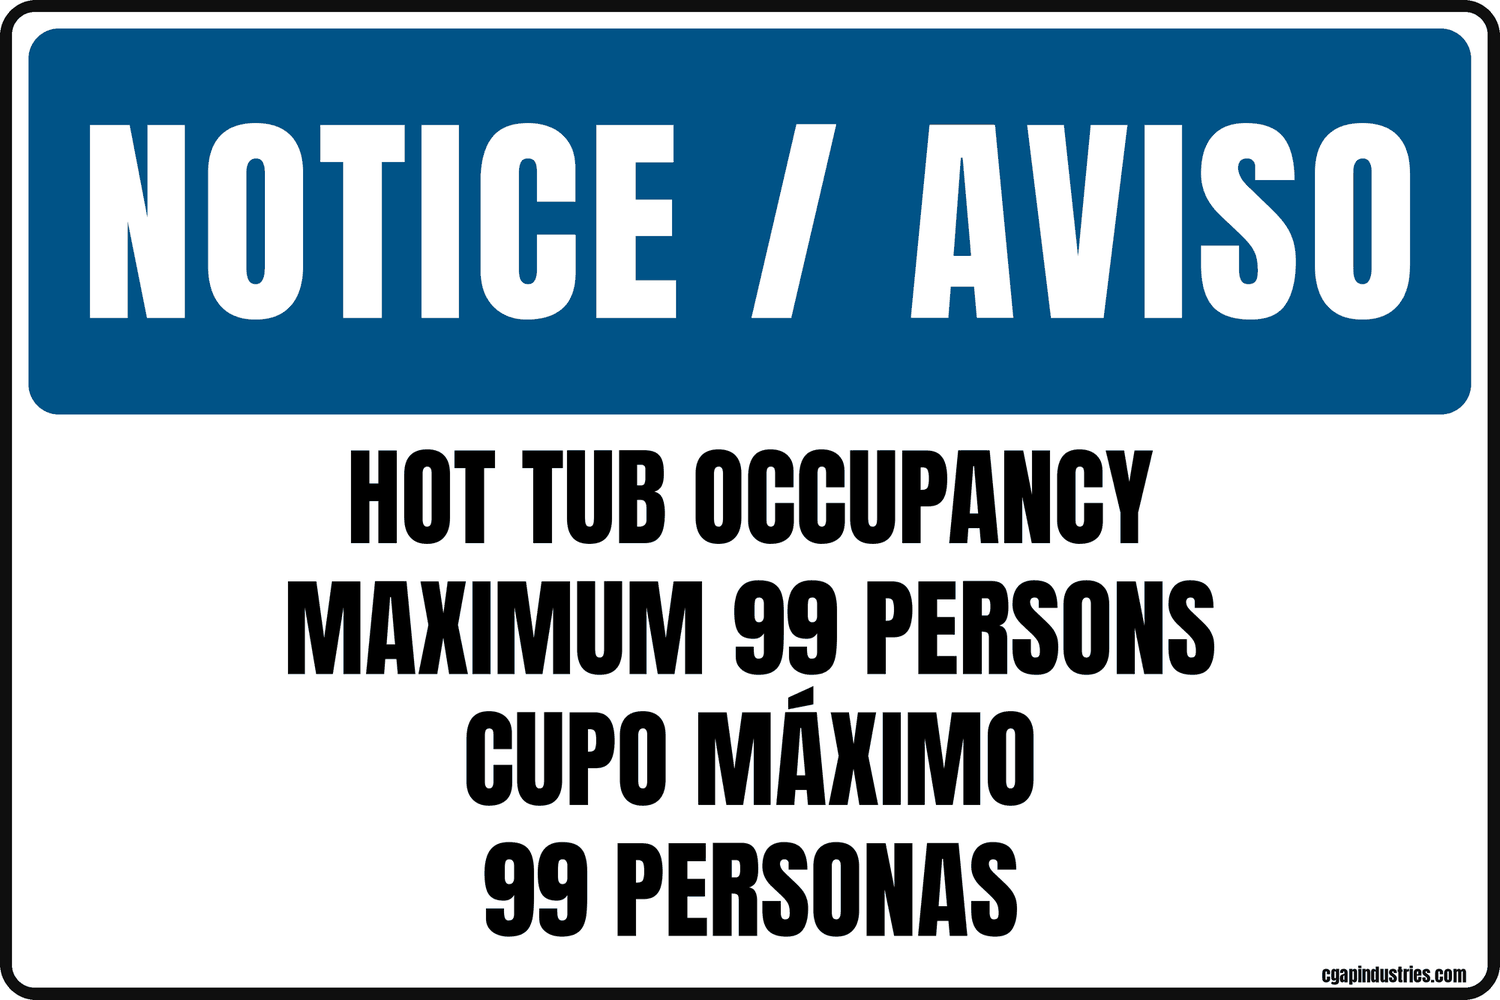 NOTICE / AVISO
HOT TUB OCCUPANCY
MAXIMUM 99 PERSONS
CUPO MÁXIMO
99 PERSONAS
cgapindustries.com